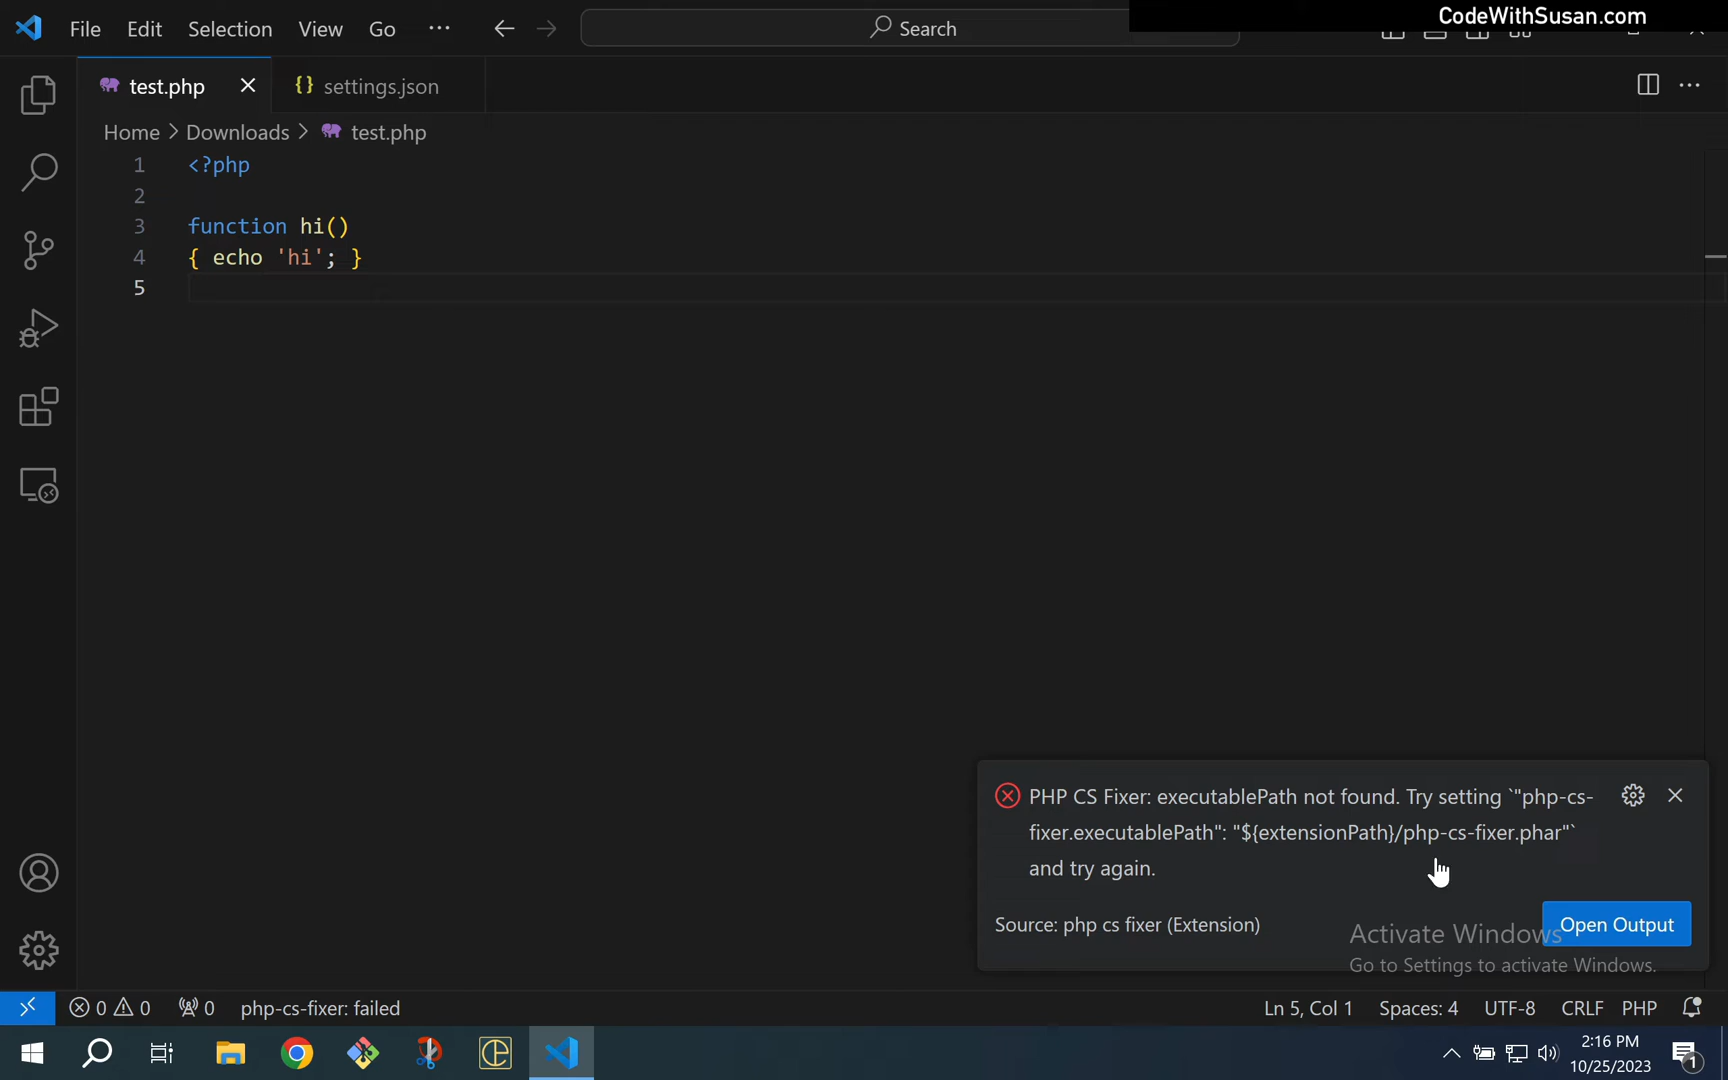 CodeWithSusan.com
File Edit Selection View Go ··· Search
test.php {} settings.json
Home > Downloads > test.php
1 <?php
2
3 function hi()
4 { echo 'hi'; }
5
PHP CS Fixer: executablePath not found. Try setting `"php-cs-
fixer.executablePath": "${extensionPath}/php-cs-fixer.phar"`
and try again.
Source: php cs fixer (Extension) Open Output
Activate Windows
Go to Settings to activate Windows.
0 0 0 php-cs-fixer: failed Ln 5, Col 1 Spaces: 4 UTF-8 CRLF PHP
2:16 PM
10/25/2023
1